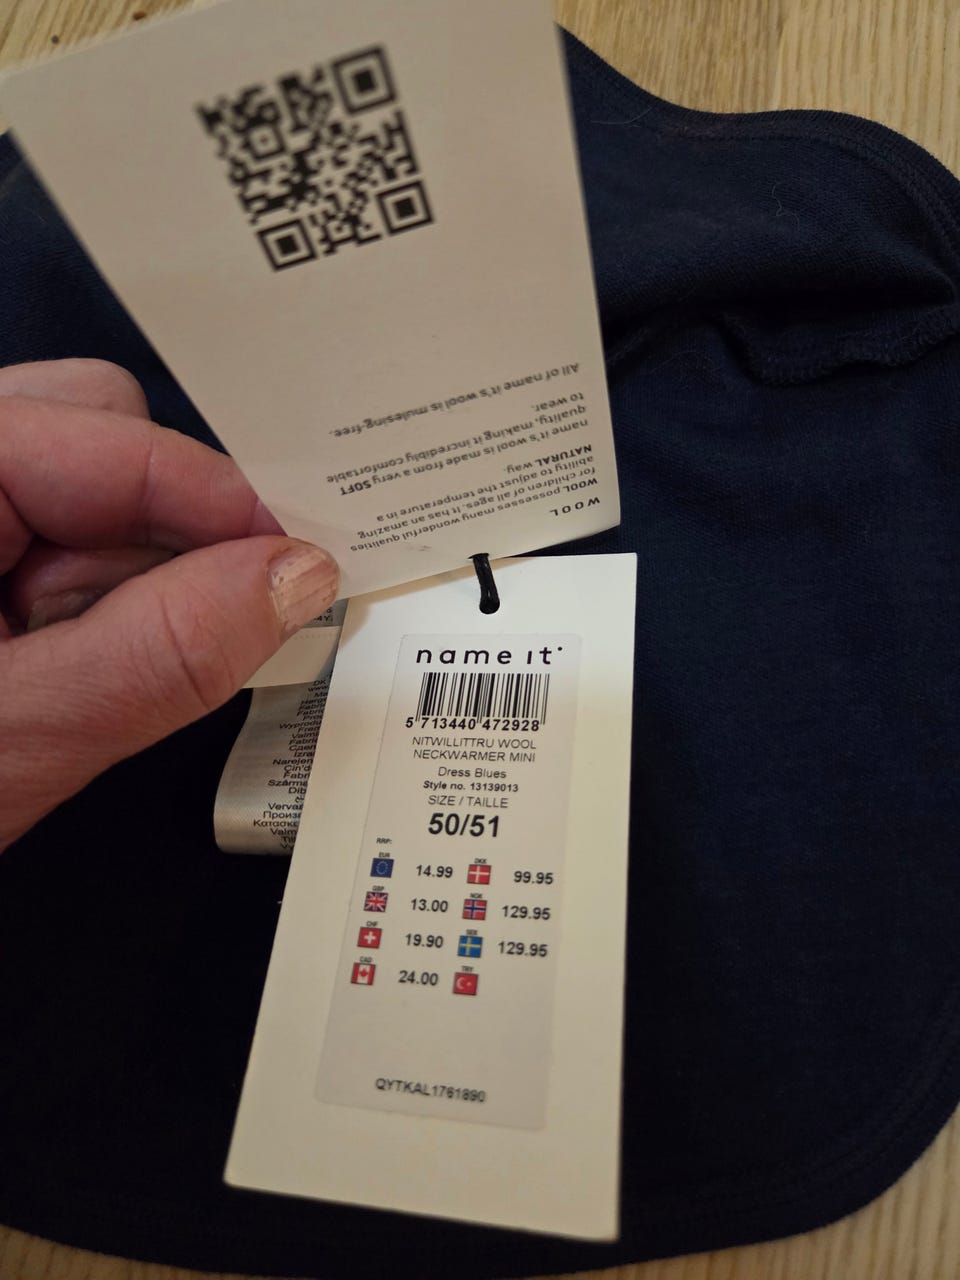 WOOL
WOOL possesses many wonderful qualities
for children of all ages. It has an amazing
ability to adjust the temperature in a
NATURAL way.
name it's wool is made from a very SOFT
quality, making it incredibly comfortable
to wear.
All of name it's wool is mulesing-free.
name it
5 713440 472928
NITWILLITTRU WOOL
NECKWARMER MINI
Dress Blues
Style no. 13139013
SIZE / TAILLE
50/51
RRP:
EUR 14.99 DKK 99.95
GBP 13.00 NOK 129.95
CHF 19.90 SEK 129.95
CAD 24.00 TRY
QYTKAL1761890
DK
www